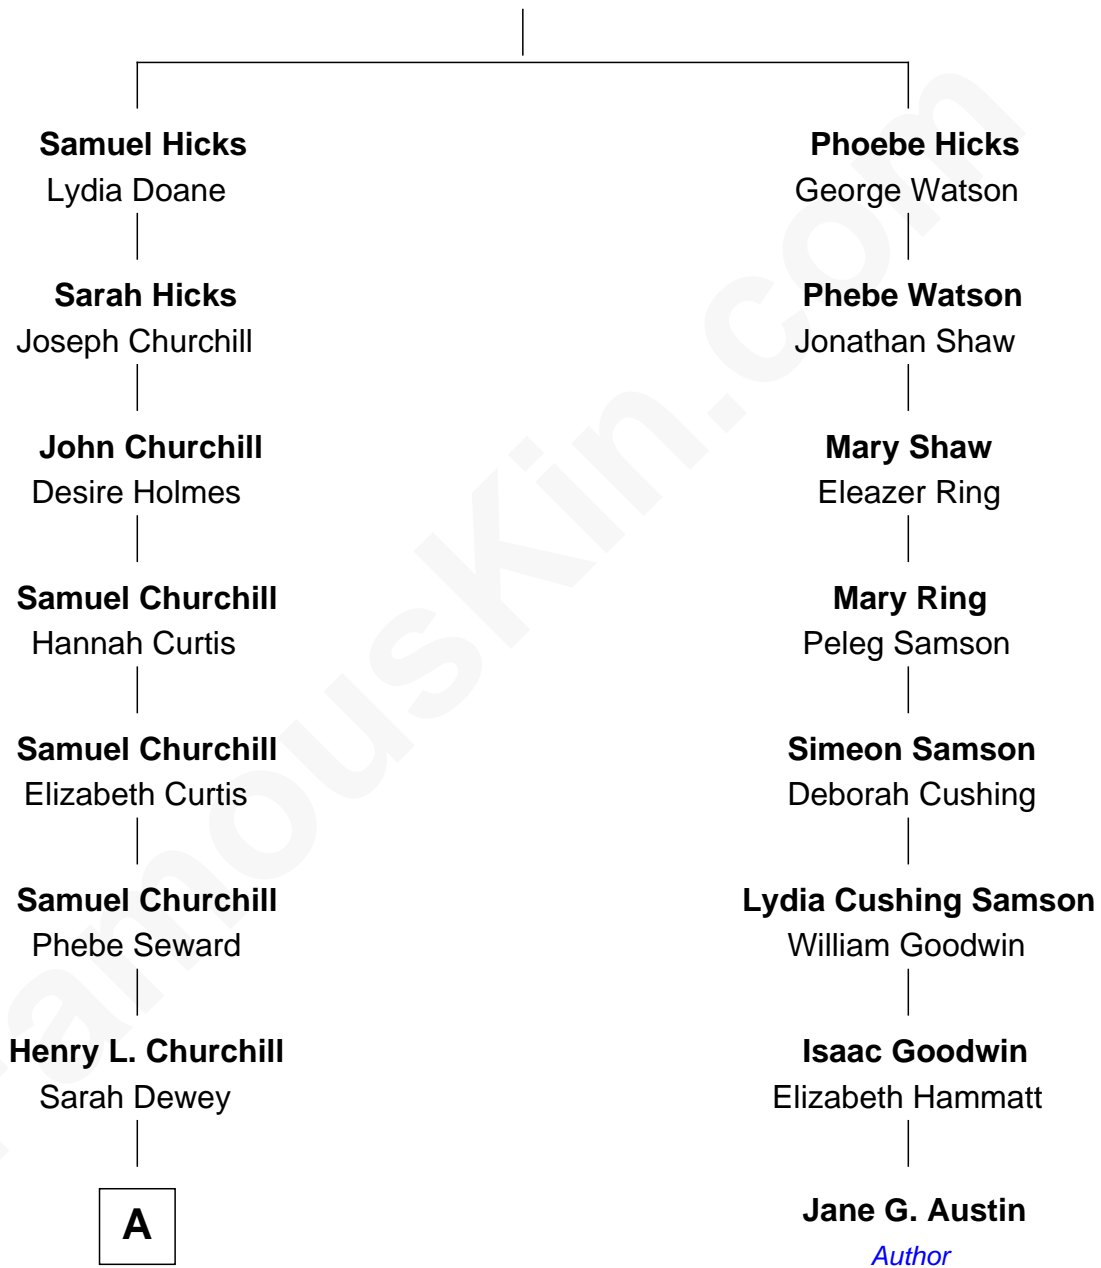 Samuel Hicks
Lydia Doane
Phoebe Hicks
George Watson
Sarah Hicks
Joseph Churchill
Phebe Watson
Jonathan Shaw
John Churchill
Desire Holmes
Mary Shaw
Eleazer Ring
Samuel Churchill
Hannah Curtis
Mary Ring
Peleg Samson
Samuel Churchill
Elizabeth Curtis
Simeon Samson
Deborah Cushing
Samuel Churchill
Phebe Seward
Lydia Cushing Samson
William Goodwin
Henry L. Churchill
Sarah Dewey
Isaac Goodwin
Elizabeth Hammatt
A
Jane G. Austin
Author
FamousKin.com